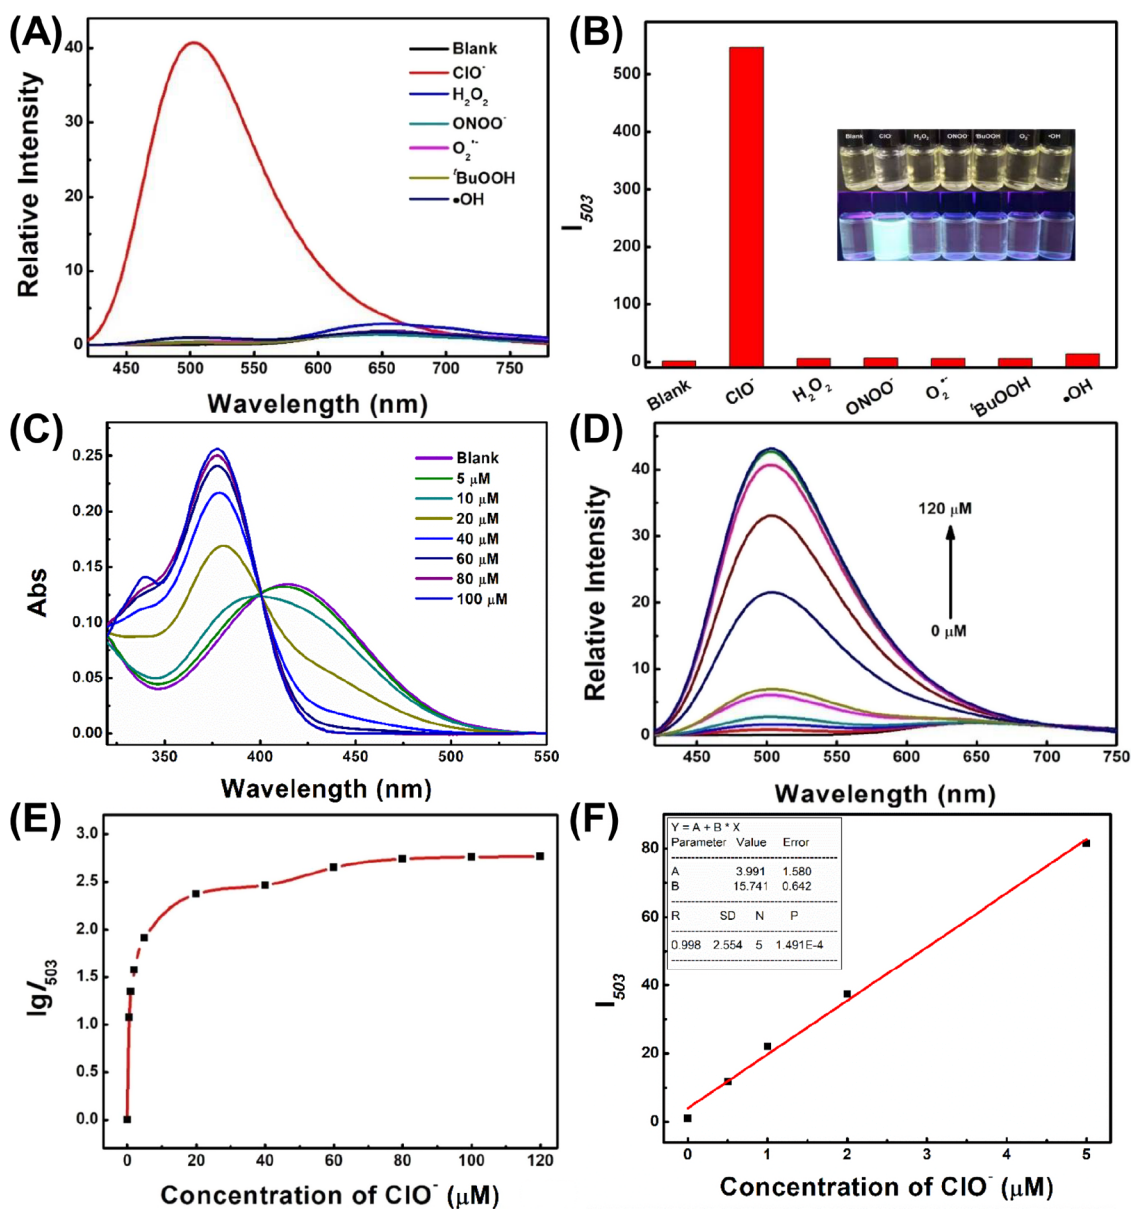 (A)
Relative Intensity
40
30
20
10
0
Blank
ClO⁻
H₂O₂
ONOO⁻
O₂•⁻
ᵗBuOOH
•OH
450 500 550 600 650 700 750
Wavelength (nm)
(B)
I₅₀₃
500
400
300
200
100
0
Blank ClO⁻ H₂O₂ ONOO⁻ ᵗBuOOH O₂•⁻ •OH
Blank ClO⁻ H₂O₂ ONOO⁻ O₂•⁻ ᵗBuOOH •OH
(C)
Abs
0.25
0.20
0.15
0.10
0.05
0.00
Blank
5 μM
10 μM
20 μM
40 μM
60 μM
80 μM
100 μM
350 400 450 500 550
Wavelength (nm)
(D)
Relative Intensity
40
30
20
10
0
120 μM
0 μM
450 500 550 600 650 700 750
Wavelength (nm)
(E)
lgI₅₀₃
3.0
2.5
2.0
1.5
1.0
0.5
0.0
0 20 40 60 80 100 120
Concentration of ClO⁻ (μM)
(F)
I₅₀₃
80
60
40
20
0
Y = A + B * X
Parameter Value Error
A 3.991 1.580
B 15.741 0.642
R SD N P
0.998 2.554 5 1.491E-4
0 1 2 3 4 5
Concentration of ClO⁻ (μM)